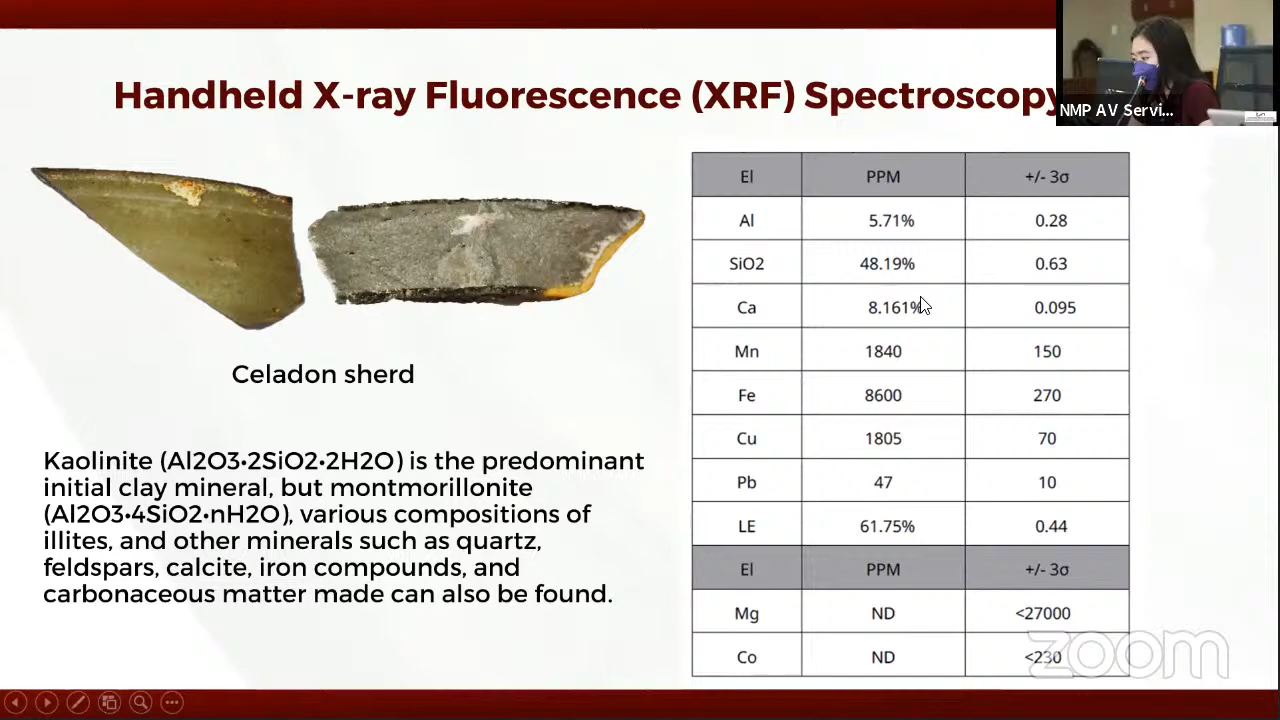 Handheld X-ray Fluorescence (XRF) Spectroscopy
NMP AV Servi...
Celadon sherd
Kaolinite (Al2O3•2SiO2•2H2O) is the predominant
initial clay mineral, but montmorillonite
(Al2O3•4SiO2•nH2O), various compositions of
illites, and other minerals such as quartz,
feldspars, calcite, iron compounds, and
carbonaceous matter made can also be found.
El PPM +/- 3σ
Al 5.71% 0.28
SiO2 48.19% 0.63
Ca 8.161% 0.095
Mn 1840 150
Fe 8600 270
Cu 1805 70
Pb 47 10
LE 61.75% 0.44
El PPM +/- 3σ
Mg ND <27000
Co ND <230
zoom